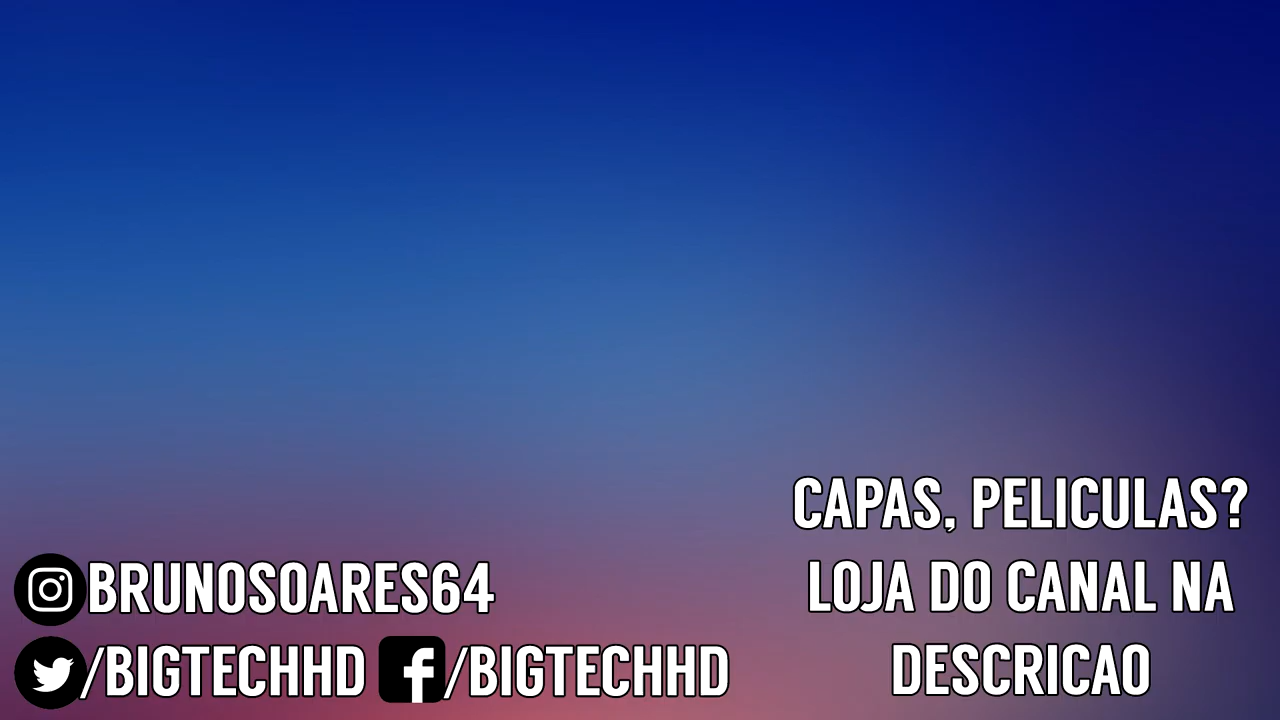 BRUNOSOARES64
/BIGTECHHD /BIGTECHHD
CAPAS, PELICULAS?
LOJA DO CANAL NA
DESCRICAO